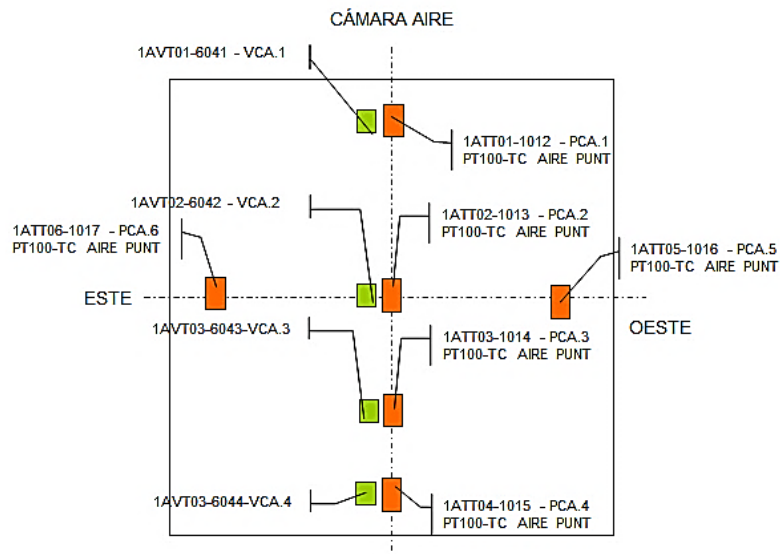 CÁMARA AIRE
1AVT01-6041 - VCA.1
1ATT01-1012 - PCA.1
PT100-TC AIRE PUNT
1AVT02-6042 - VCA.2
1ATT02-1013 - PCA.2
PT100-TC AIRE PUNT
1ATT06-1017 - PCA.6
PT100-TC AIRE PUNT
1ATT05-1016 - PCA.5
PT100-TC AIRE PUNT
ESTE
OESTE
1AVT03-6043-VCA.3
1ATT03-1014 - PCA.3
PT100-TC AIRE PUNT
1AVT03-6044-VCA.4
1ATT04-1015 - PCA.4
PT100-TC AIRE PUNT